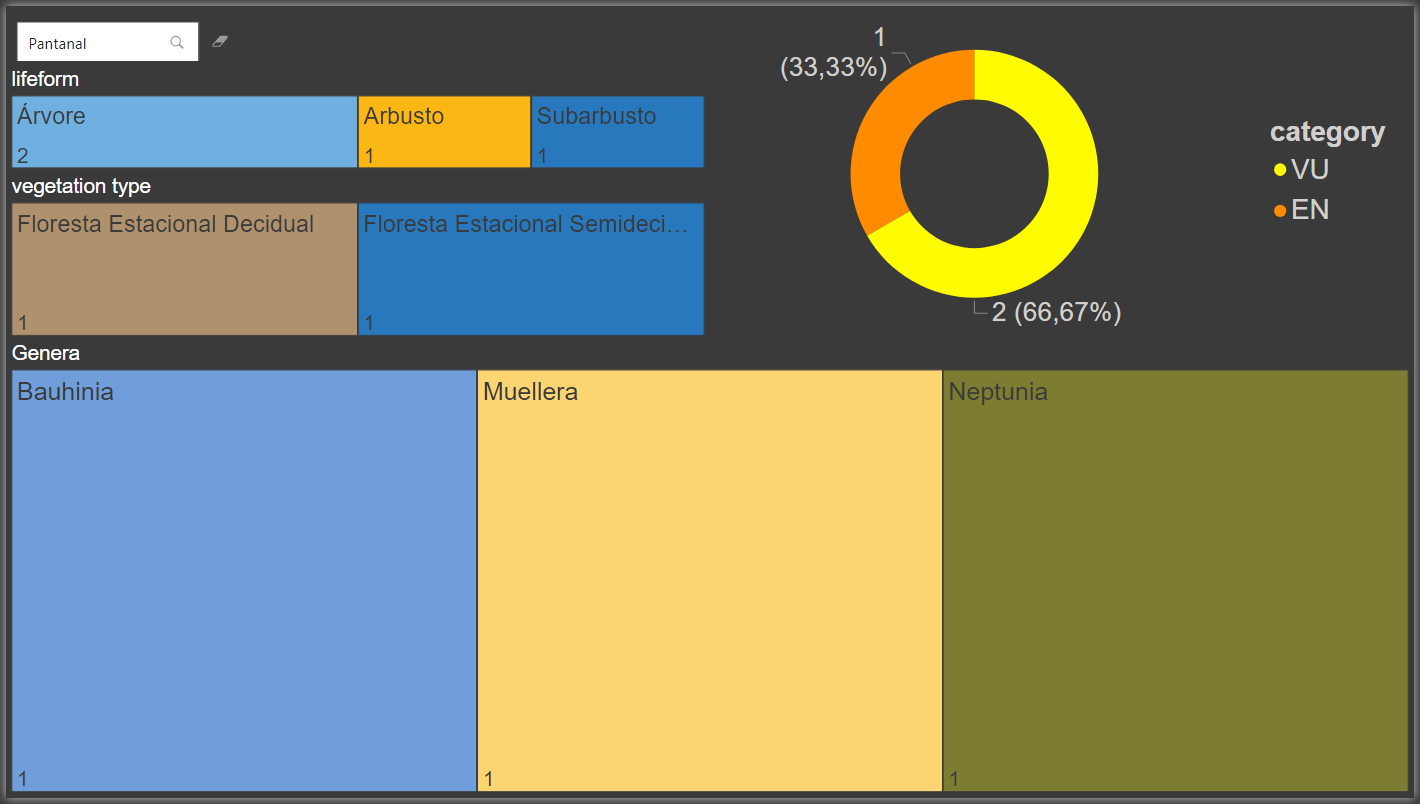 Pantanal
lifeform
Árvore
2
Arbusto
1
Subarbusto
1
vegetation type
Floresta Estacional Decidual
1
Floresta Estacional Semideci…
1
1
(33,33%)
2 (66,67%)
category
VU
EN
Genera
Bauhinia
1
Muellera
1
Neptunia
1